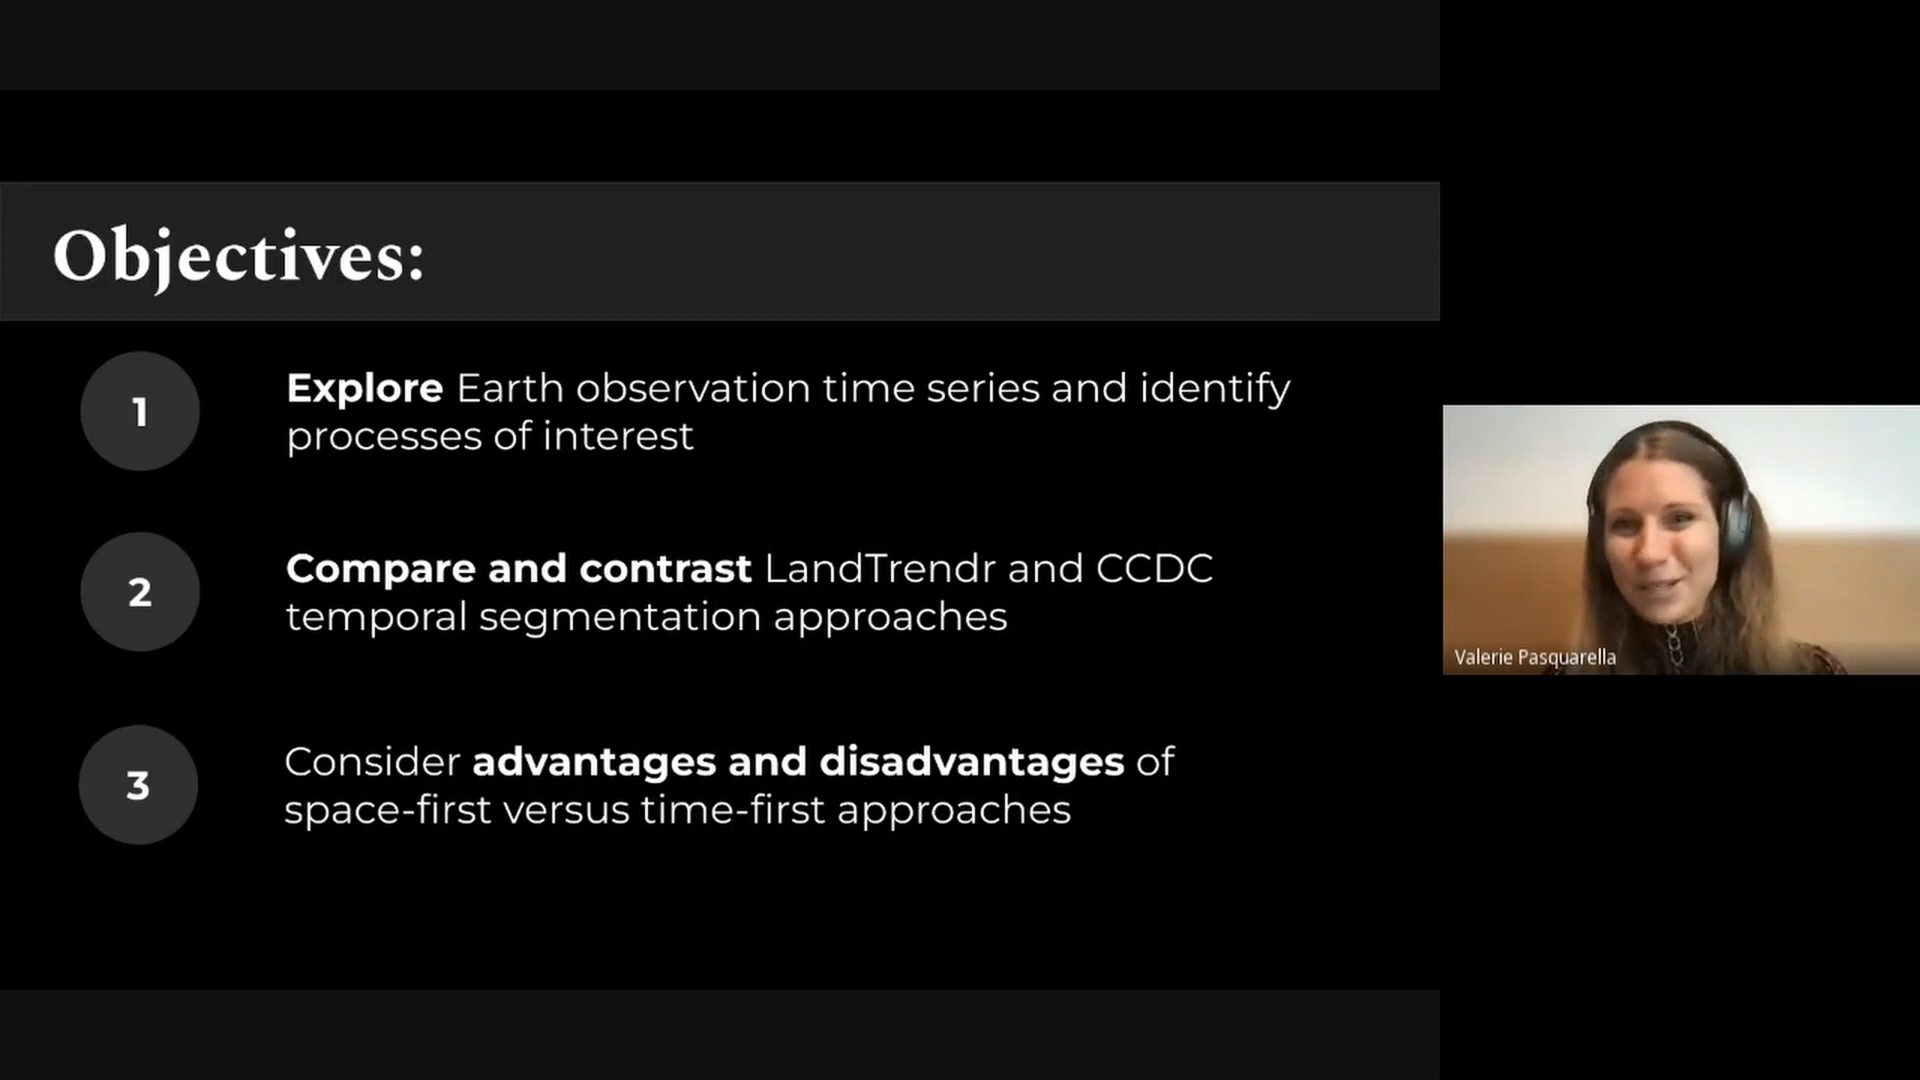 Objectives:
1
Explore Earth observation time series and identify
processes of interest
2
Compare and contrast LandTrendr and CCDC
temporal segmentation approaches
3
Consider advantages and disadvantages of
space-first versus time-first approaches
Valerie Pasquarella